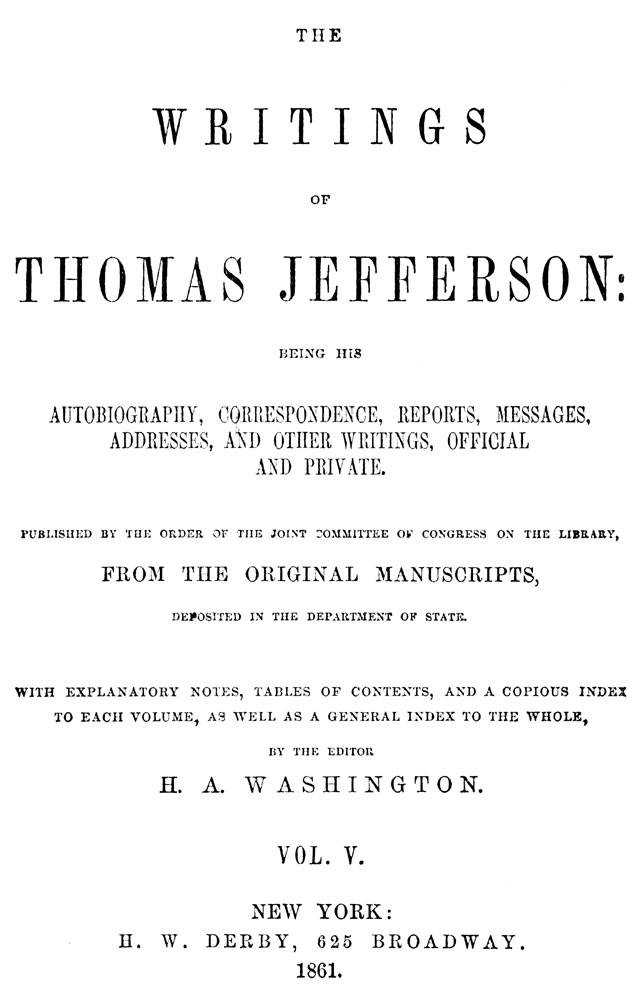 THE
WRITINGS
OF
THOMAS JEFFERSON:
BEING HIS
AUTOBIOGRAPHY, CORRESPONDENCE, REPORTS, MESSAGES,
ADDRESSES, AND OTHER WRITINGS, OFFICIAL
AND PRIVATE.
PUBLISHED BY THE ORDER OF THE JOINT COMMITTEE OF CONGRESS ON THE LIBRARY,
FROM THE ORIGINAL MANUSCRIPTS,
DEPOSITED IN THE DEPARTMENT OF STATE.
WITH EXPLANATORY NOTES, TABLES OF CONTENTS, AND A COPIOUS INDEX
TO EACH VOLUME, AS WELL AS A GENERAL INDEX TO THE WHOLE,
BY THE EDITOR
H. A. WASHINGTON.
VOL. V.
NEW YORK:
H. W. DERBY, 625 BROADWAY.
1861.